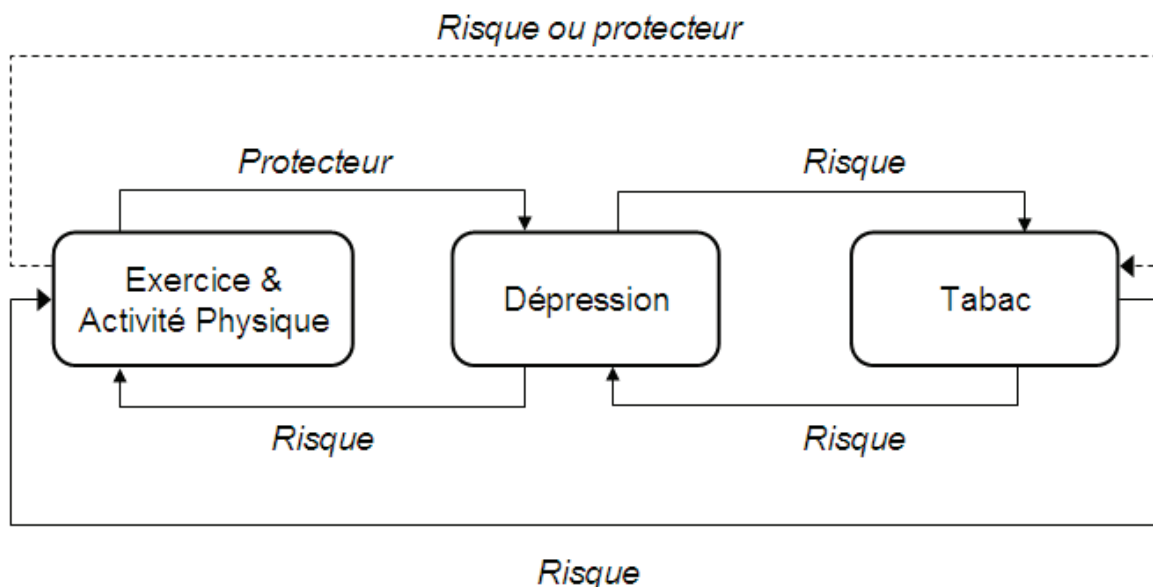 Risque ou protecteur
Protecteur
Risque
Exercice &
Activité Physique
Dépression
Tabac
Risque
Risque
Risque